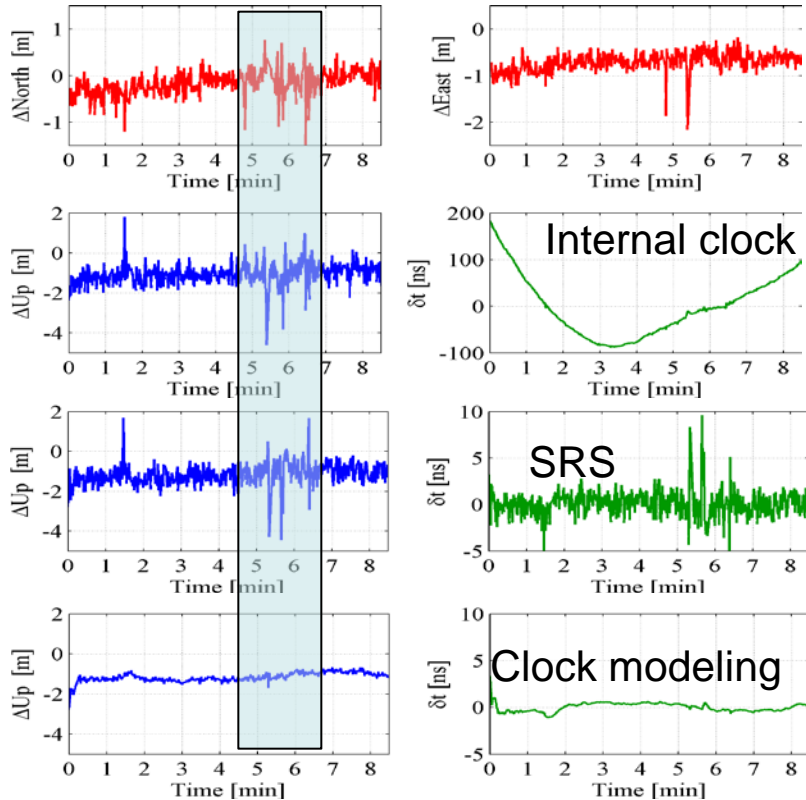 ΔNorth [m]
1
0
-1
0 1 2 3 4 5 6 7 8
Time [min]
ΔEast [m]
0
-1
-2
0 1 2 3 4 5 6 7 8
Time [min]
ΔUp [m]
2
0
-2
-4
0 1 2 3 4 5 6 7 8
Time [min]
Internal clock
δt [ns]
200
100
0
-100
0 1 2 3 4 5 6 7 8
Time [min]
ΔUp [m]
2
0
-2
-4
0 1 2 3 4 5 6 7 8
Time [min]
SRS
δt [ns]
10
5
0
-5
0 1 2 3 4 5 6 7 8
Time [min]
ΔUp [m]
2
0
-2
-4
0 1 2 3 4 5 6 7 8
Time [min]
Clock modeling
δt [ns]
10
5
0
-5
0 1 2 3 4 5 6 7 8
Time [min]